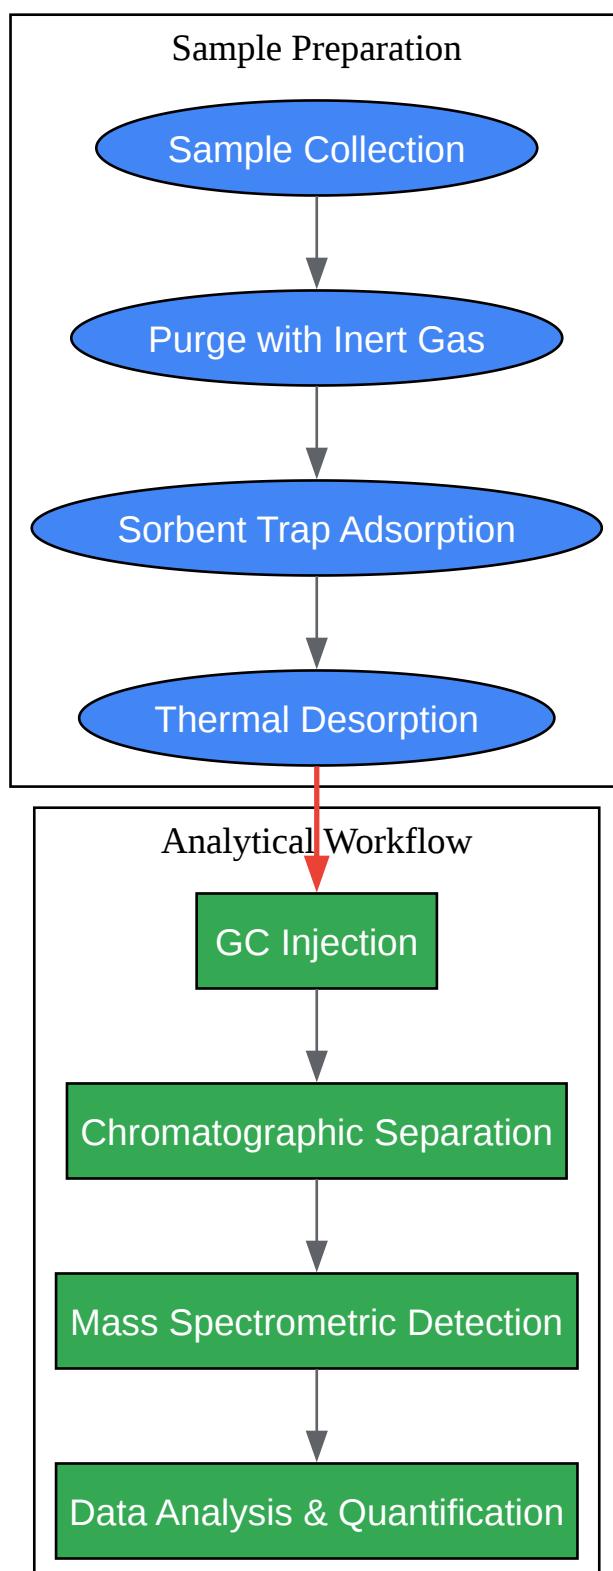 Sample Preparation
Sample Collection
Purge with Inert Gas
Sorbent Trap Adsorption
Thermal Desorption
Analytical Workflow
GC Injection
Chromatographic Separation
Mass Spectrometric Detection
Data Analysis & Quantification